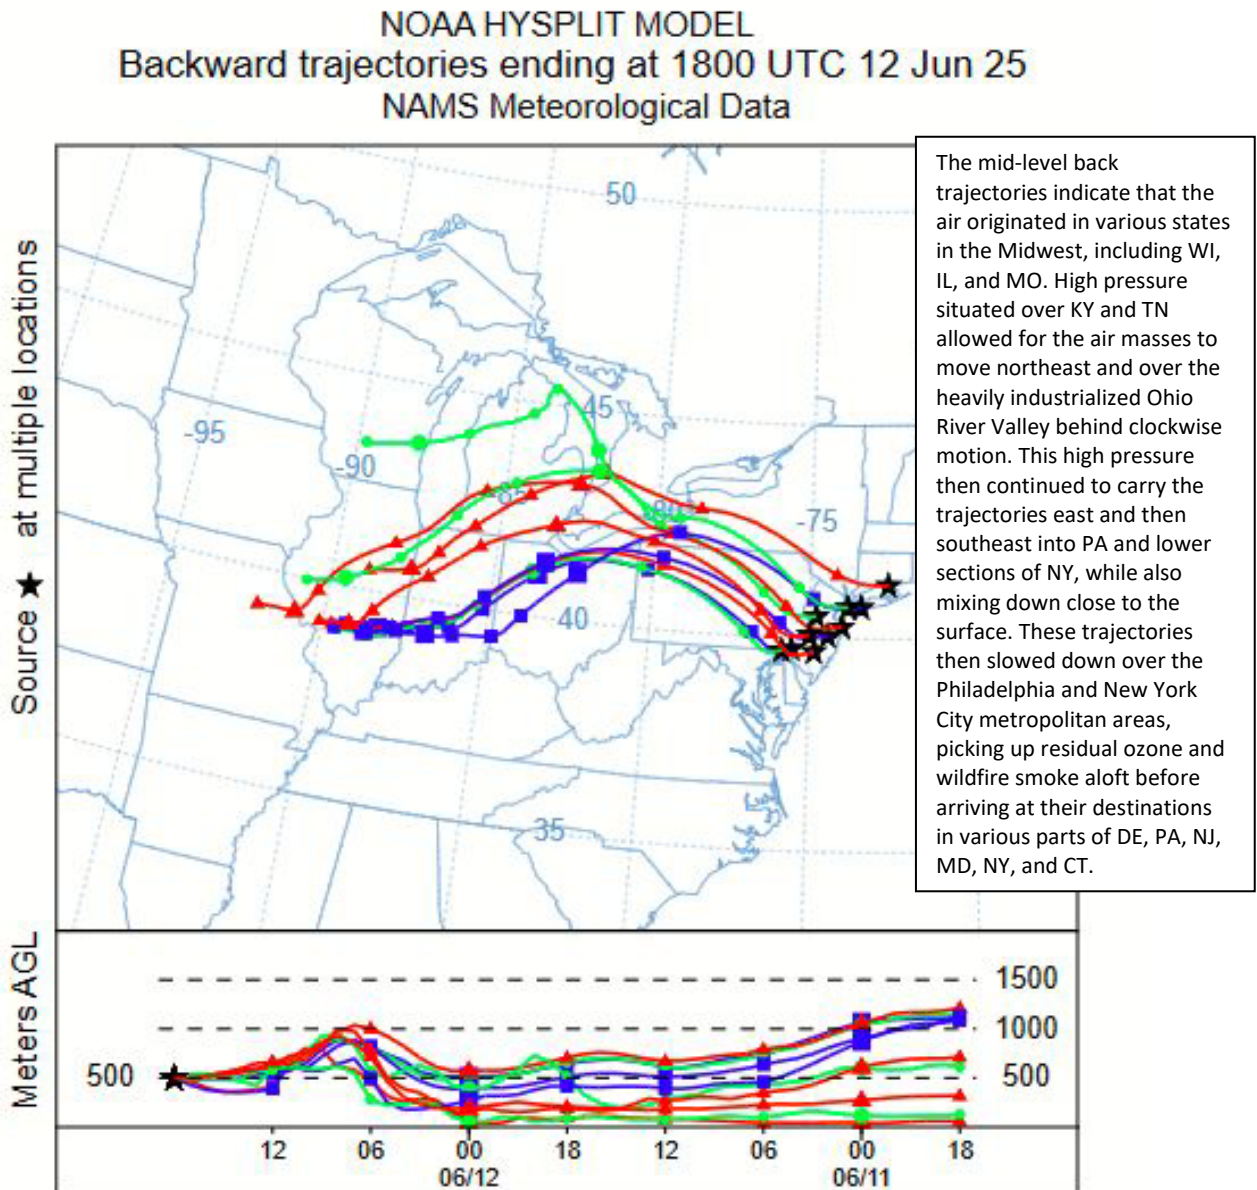 NOAA HYSPLIT MODEL
Backward trajectories ending at 1800 UTC 12 Jun 25
NAMS Meteorological Data
Source ★ at multiple locations
50
45
-95
-90
-85
-80
-75
40
35
The mid-level back
trajectories indicate that the
air originated in various states
in the Midwest, including WI,
IL, and MO. High pressure
situated over KY and TN
allowed for the air masses to
move northeast and over the
heavily industrialized Ohio
River Valley behind clockwise
motion. This high pressure
then continued to carry the
trajectories east and then
southeast into PA and lower
sections of NY, while also
mixing down close to the
surface. These trajectories
then slowed down over the
Philadelphia and New York
City metropolitan areas,
picking up residual ozone and
wildfire smoke aloft before
arriving at their destinations
in various parts of DE, PA, NJ,
MD, NY, and CT.
Meters AGL
1500
1000
500
500
12 06 00 18 12 06 00 18
06/12 06/11